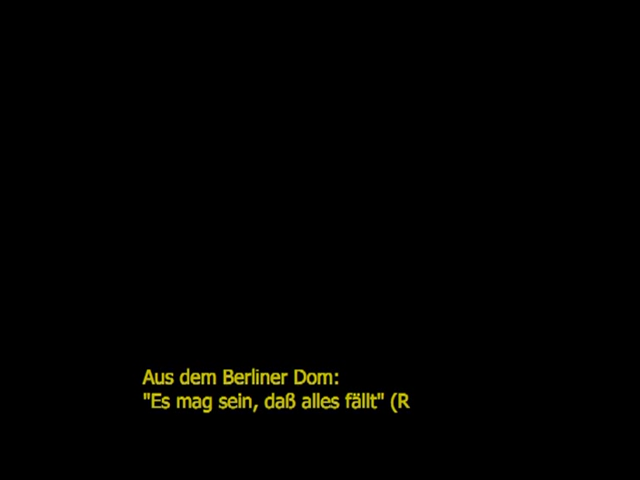 Aus dem Berliner Dom:
"Es mag sein, daß alles fällt" (R